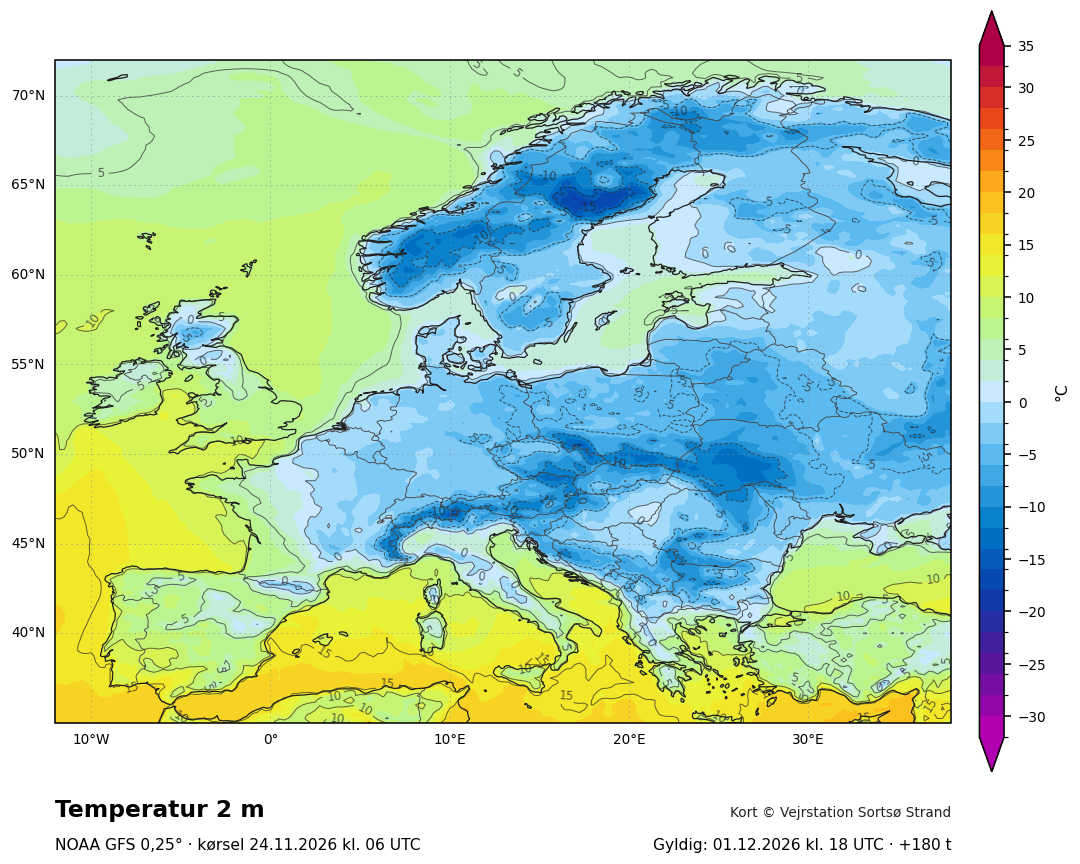 70°N
65°N
60°N
55°N
50°N
45°N
40°N
10°W
0°
10°E
20°E
30°E
35
30
25
20
15
10
5
0
−5
−10
−15
−20
−25
−30
°C
Temperatur 2 m
Kort © Vejrstation Sortsø Strand
NOAA GFS 0,25° · kørsel 24.11.2026 kl. 06 UTC
Gyldig: 01.12.2026 kl. 18 UTC · +180 t